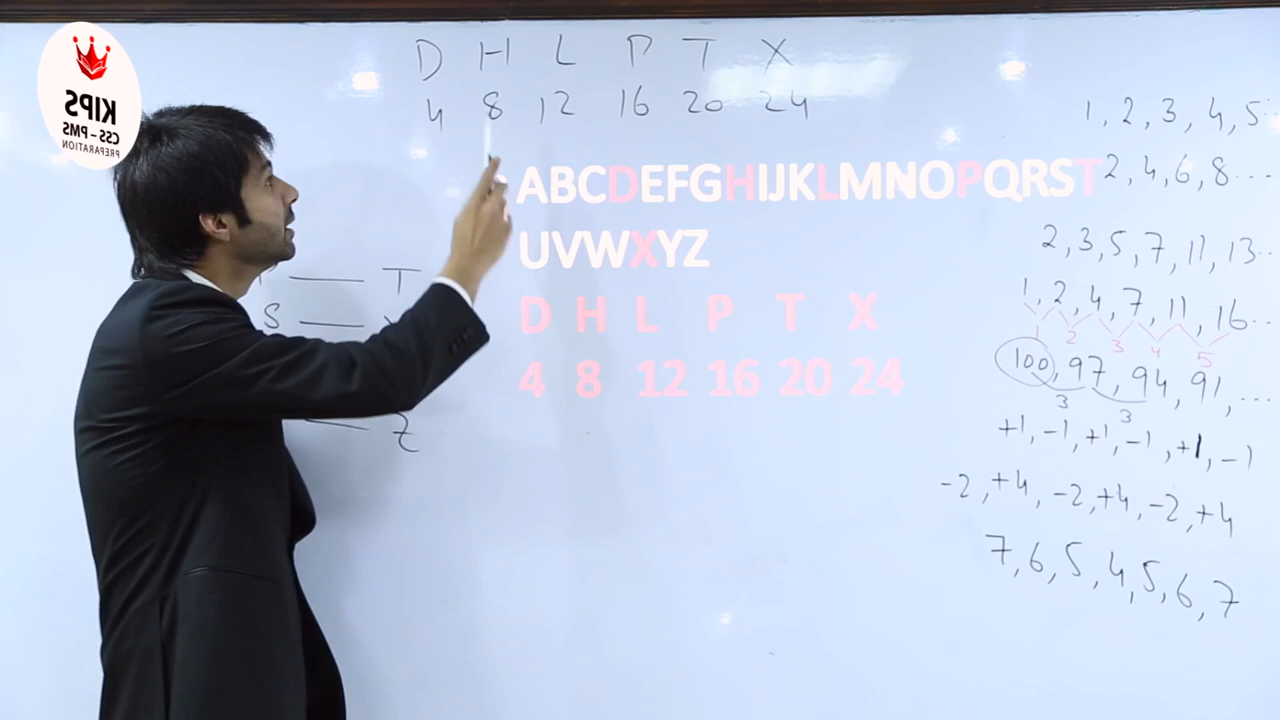 KIPS
CSS – PMS
PREPARATION
D H L P T X
4 8 12 16 20 24
ABCDEFGHIJKLMNOPQRST
UVWXYZ
D H L P T X
4 8 12 16 20 24
T
S
Z
1, 2, 3, 4, 5...
2, 4, 6, 8....
2, 3, 5, 7, 11, 13...
1, 2, 4, 7, 11, 16...
1 2 3 4 5
100, 97, 94, 91, ....
3 3
+1, -1, +1, -1, +1, -1
-2, +4, -2, +4, -2, +4
7, 6, 5, 4, 5, 6, 7